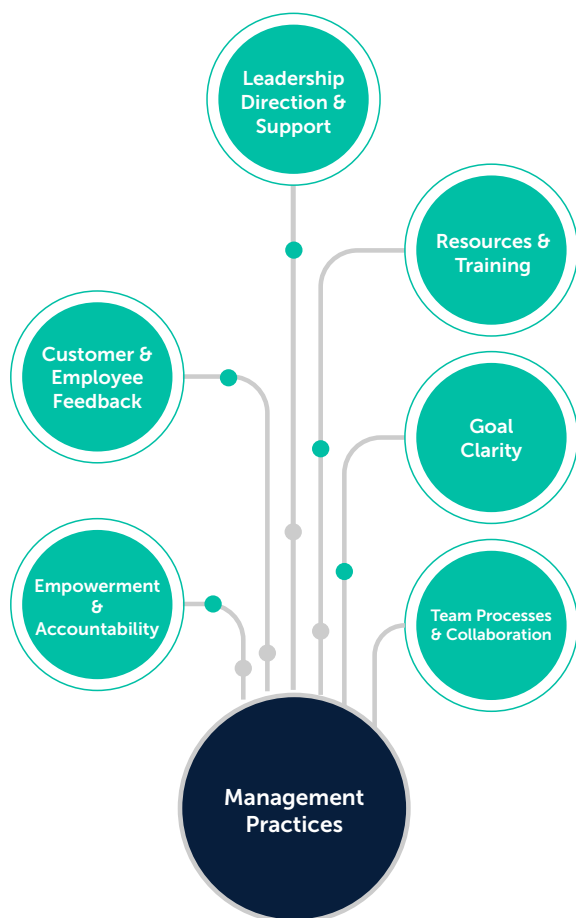 Leadership
Direction &
Support
Resources &
Training
Customer &
Employee
Feedback
Goal
Clarity
Empowerment
&
Accountability
Team Processes
& Collaboration
Management
Practices